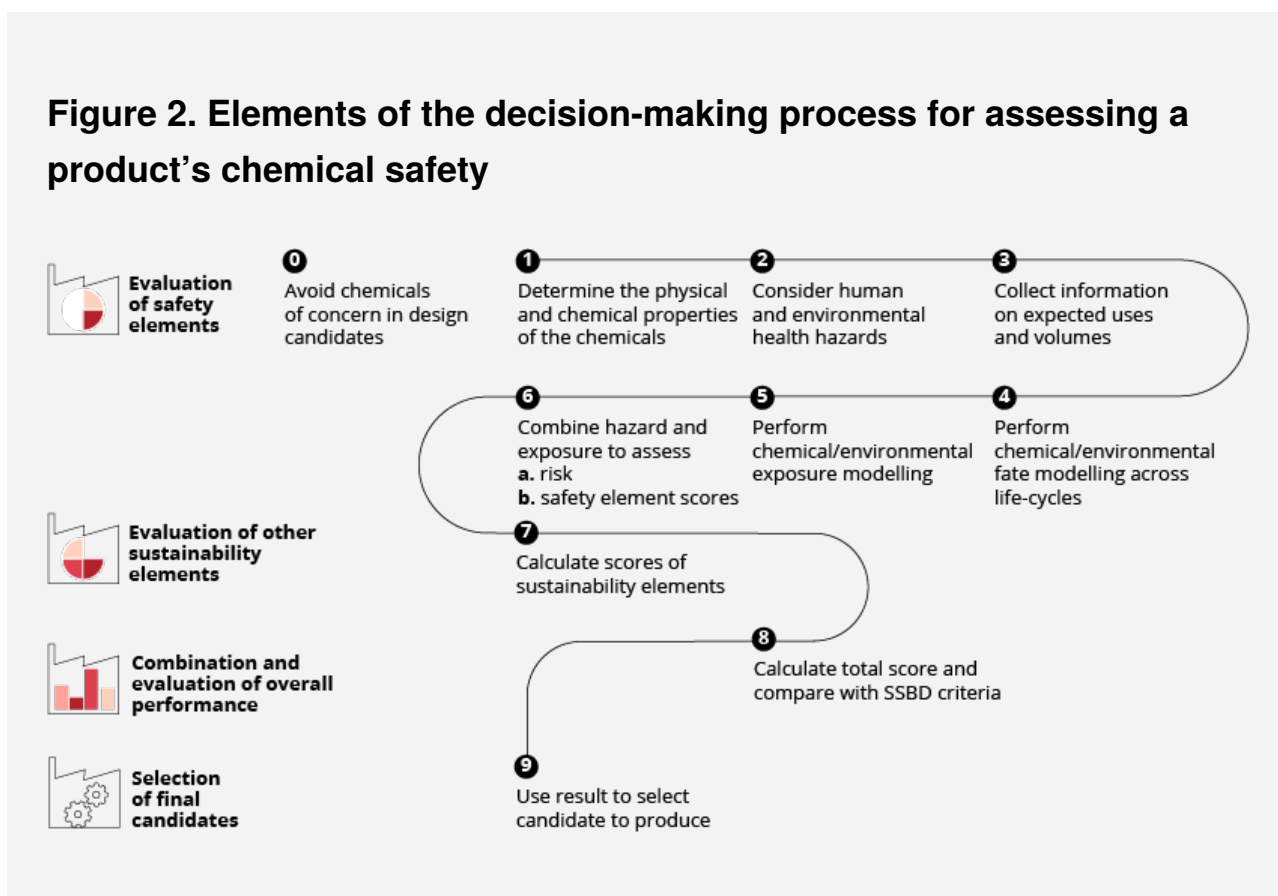 Figure 2. Elements of the decision-making process for assessing a
product’s chemical safety
Evaluation
of safety
elements
0
Avoid chemicals
of concern in design
candidates
1
Determine the physical
and chemical properties
of the chemicals
2
Consider human
and environmental
health hazards
3
Collect information
on expected uses
and volumes
4
Perform
chemical/environmental
fate modelling across
life-cycles
5
Perform
chemical/environmental
exposure modelling
6
Combine hazard and
exposure to assess
a. risk
b. safety element scores
Evaluation of other
sustainability
elements
7
Calculate scores of
sustainability elements
Combination and
evaluation of overall
performance
8
Calculate total score and
compare with SSBD criteria
Selection
of final
candidates
9
Use result to select
candidate to produce